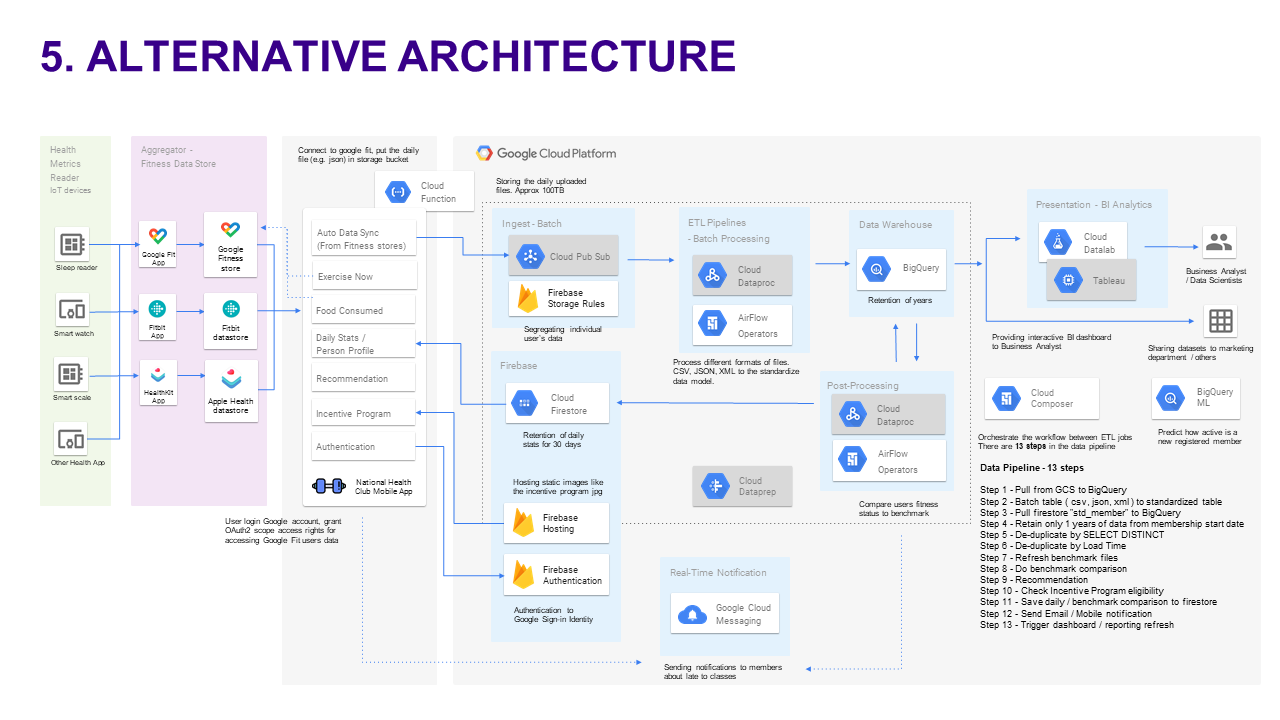 5. ALTERNATIVE ARCHITECTURE
Health
Metrics
Reader
IoT devices
Sleep reader
Smart watch
Smart scale
Other Health App
Aggregator -
Fitness Data Store
Google Fit
App
Google
Fitness
store
Fitbit
App
Fitbit
datastore
HealthKit
App
Apple Health
datastore
Connect to google fit, put the daily
file (e.g. json) in storage bucket
Cloud
Function
Auto Data Sync
(From Fitness stores)
Exercise Now
Food Consumed
Daily Stats /
Person Profile
Recommendation
Incentive Program
Authentication
National Health
Club Mobile App
User login Google account, grant
OAuth2 scope access rights for
accessing Google Fit users data
Google Cloud Platform
Storing the daily uploaded
files. Approx 100TB
Ingest - Batch
Cloud Pub Sub
Firebase
Storage Rules
Segregating individual
user's data
Firebase
Cloud
Firestore
Retention of daily
stats for 30 days
Hosting static images like
the incentive program jpg
Firebase
Hosting
Firebase
Authentication
Authentication to
Google Sign-in Identity
ETL Pipelines
- Batch Processing
Cloud
Dataproc
AirFlow
Operators
Process different formats of files.
CSV, JSON, XML to the standardize
data model.
Cloud
Dataprep
Real-Time Notification
Google Cloud
Messaging
Sending notifications to members
about late to classes
Data Warehouse
BigQuery
Retention of years
Post-Processing
Cloud
Dataproc
AirFlow
Operators
Compare users fitness
status to benchmark
Presentation - BI Analytics
Cloud
Datalab
Tableau
Business Analyst
/ Data Scientists
Providing interactive BI dashboard
to Business Analyst
Sharing datasets to marketing
department / others
Cloud
Composer
BigQuery
ML
Orchestrate the workflow between ETL jobs
There are 13 steps in the data pipeline
Predict how active is a
new registered member
Data Pipeline - 13 steps
Step 1 - Pull from GCS to BigQuery
Step 2 - Batch table ( csv, json, xml ) to standardized table
Step 3 - Pull firestore "std_member" to BigQuery
Step 4 - Retain only 1 years of data from membership start date
Step 5 - De-duplicate by SELECT DISTINCT
Step 6 - De-duplicate by Load Time
Step 7 - Refresh benchmark files
Step 8 - Do benchmark comparison
Step 9 - Recommendation
Step 10 - Check Incentive Program eligibility
Step 11 - Save daily / benchmark comparison to firestore
Step 12 - Send Email / Mobile notification
Step 13 - Trigger dashboard / reporting refresh